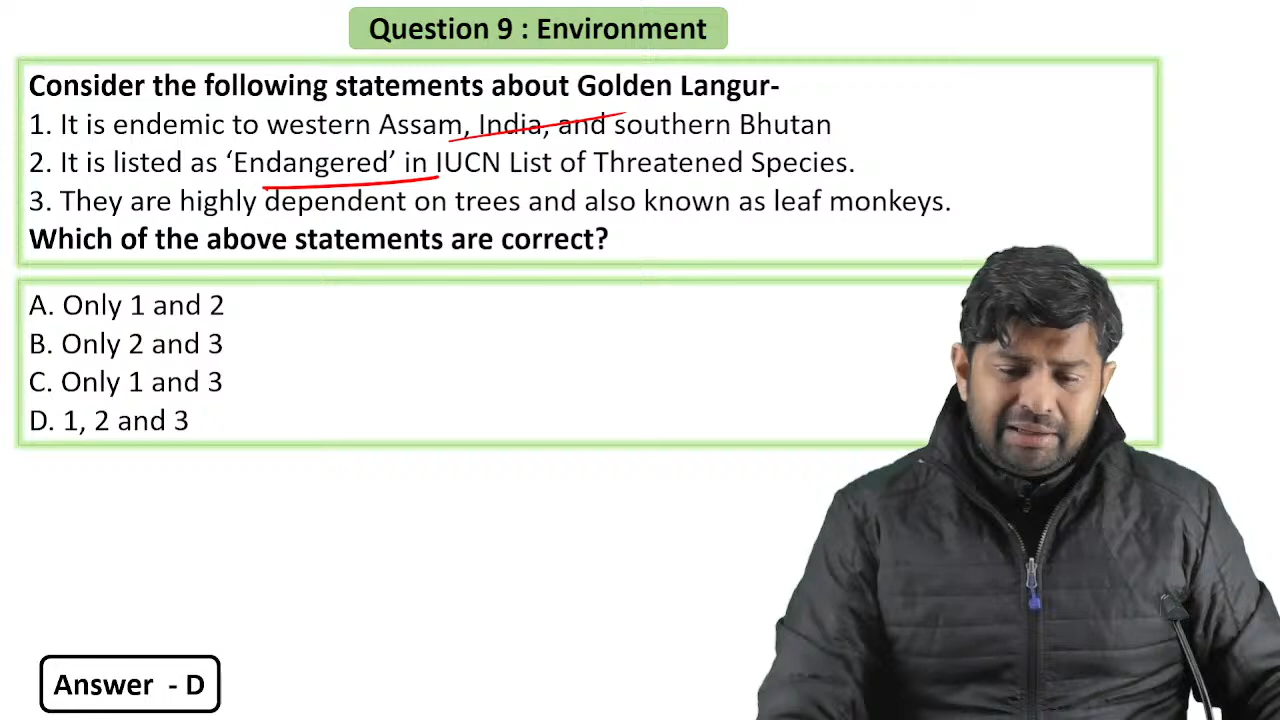 Question 9 : Environment
Consider the following statements about Golden Langur-
1. It is endemic to western Assam, India, and southern Bhutan
2. It is listed as ‘Endangered’ in IUCN List of Threatened Species.
3. They are highly dependent on trees and also known as leaf monkeys.
Which of the above statements are correct?
A. Only 1 and 2
B. Only 2 and 3
C. Only 1 and 3
D. 1, 2 and 3
Answer - D